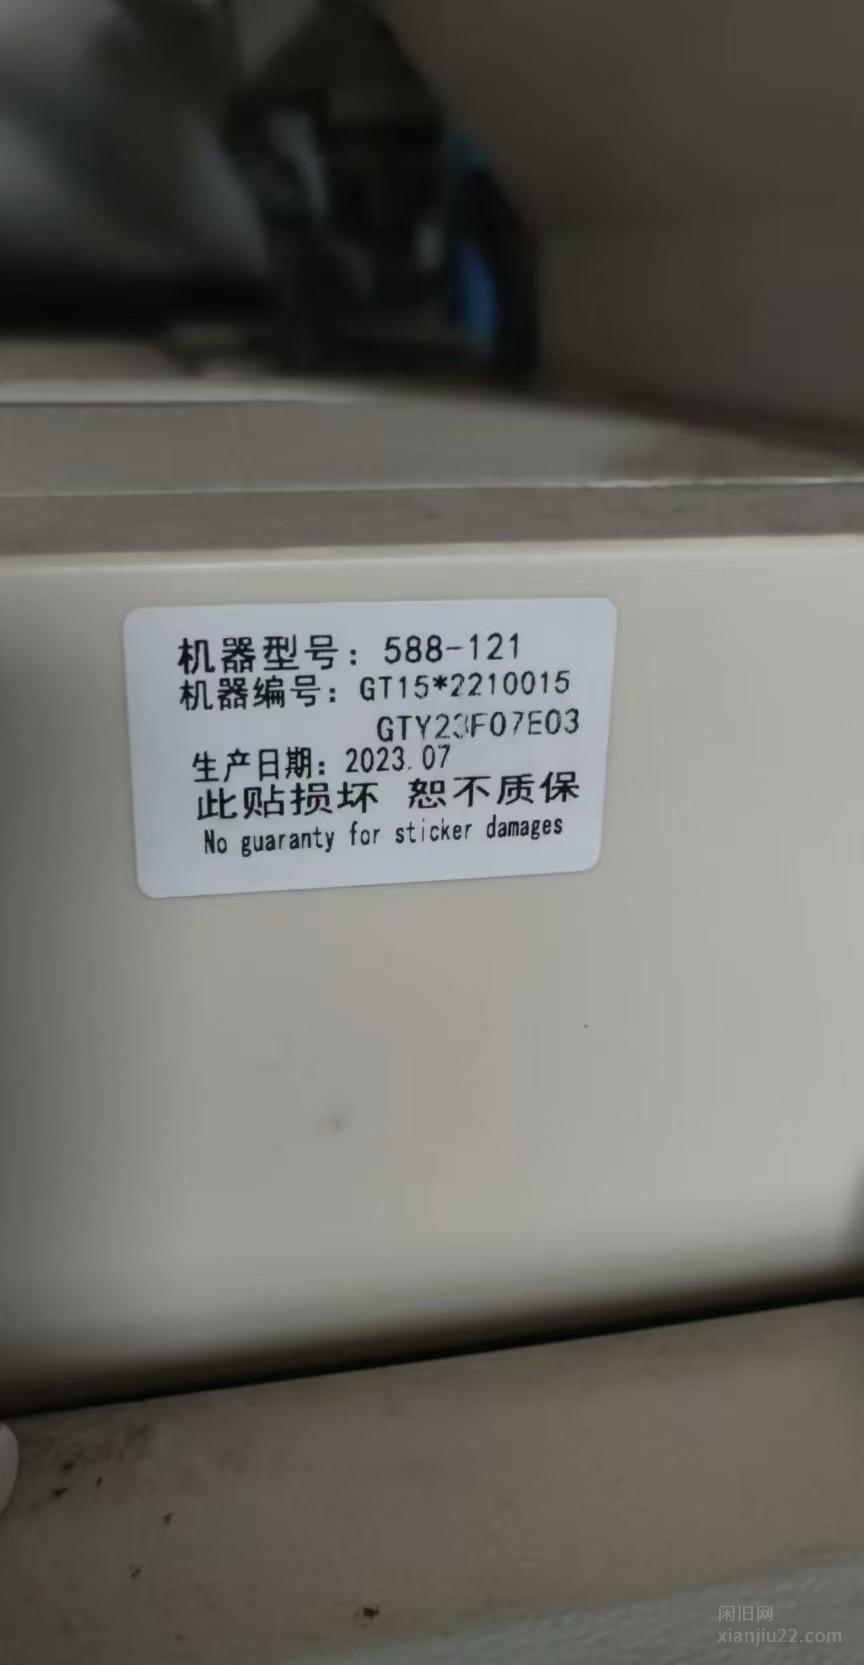 机器型号：588-121
机器编号：GT15*2210015
GTY23F07E03
生产日期：2023.07
此贴损坏 恕不质保
No guaranty for sticker damages
闲旧网
xianjiu22.com